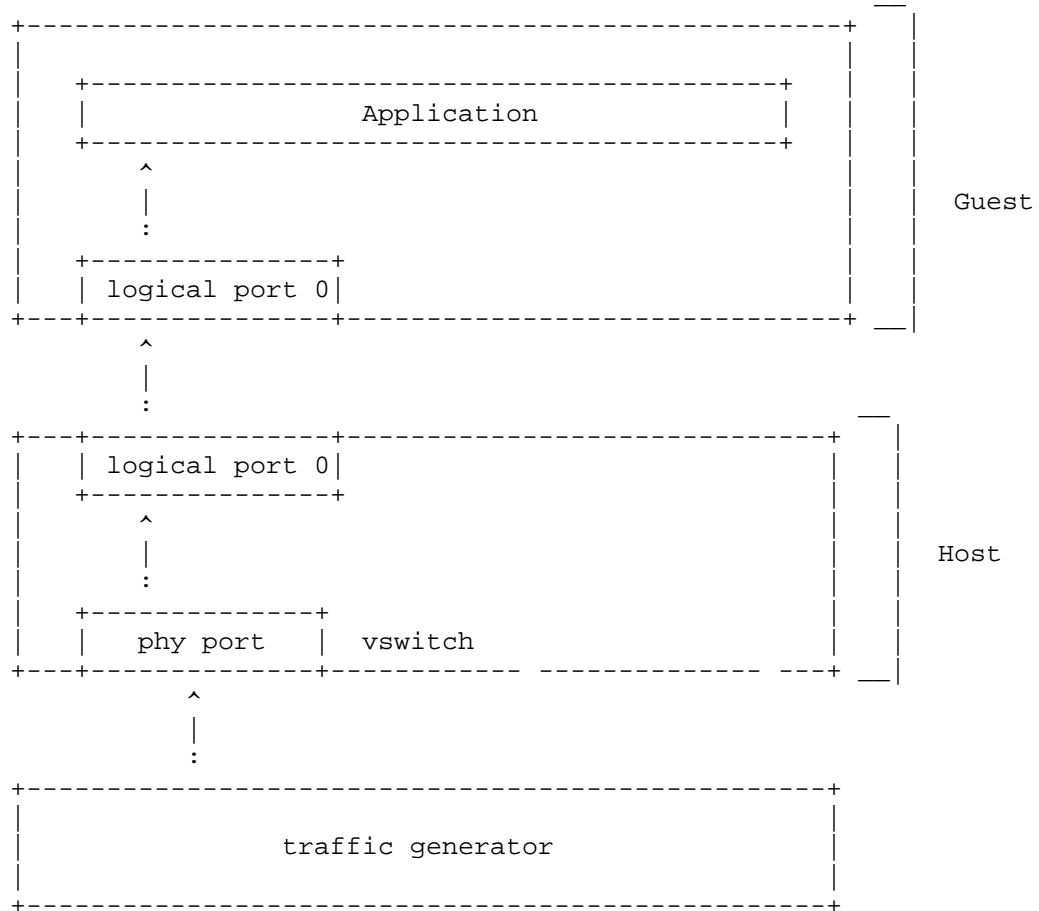 Application
Guest
logical port 0
logical port 0
Host
phy port vswitch
traffic generator